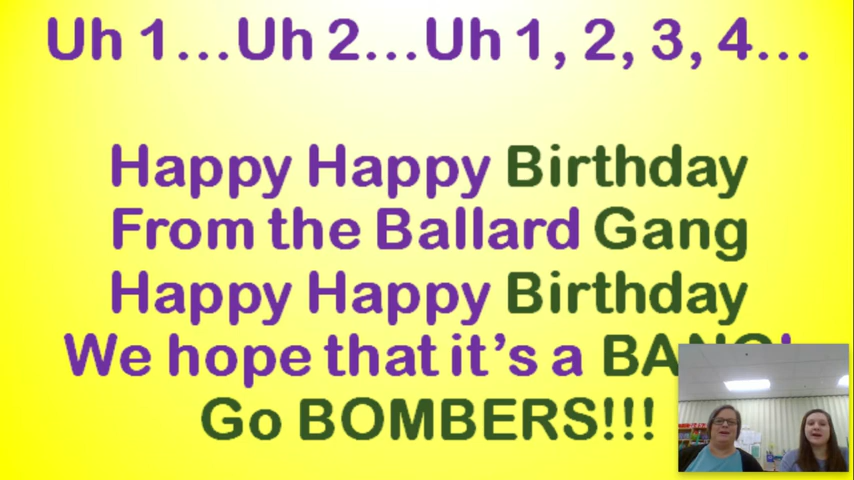 Uh 1...Uh 2...Uh 1, 2, 3, 4...
Happy Happy Birthday
From the Ballard Gang
Happy Happy Birthday
We hope that it's a BANG!
Go BOMBERS!!!